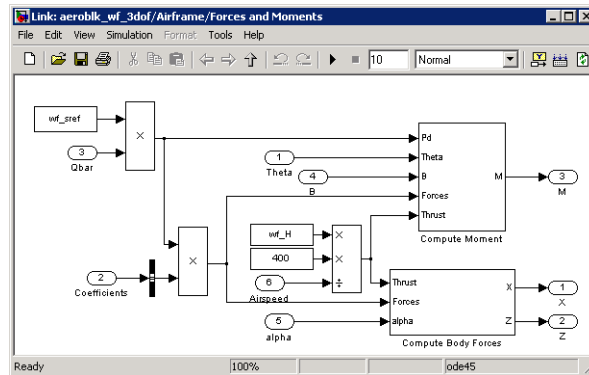 Link: aeroblk_wf_3dof/Airframe/Forces and Moments
File Edit View Simulation Format Tools Help
10 Normal
wf_sref
×
3
Qbar
Pd
1
Theta
Theta
4
B
B
M
3
M
Forces
Thrust
Compute Moment
wf_H
×
400
×
6
÷
Airspeed
×
2
Coefficients
Thrust
X
1
X
Forces
5
alpha
alpha
Z
2
Z
Compute Body Forces
Ready 100% ode45